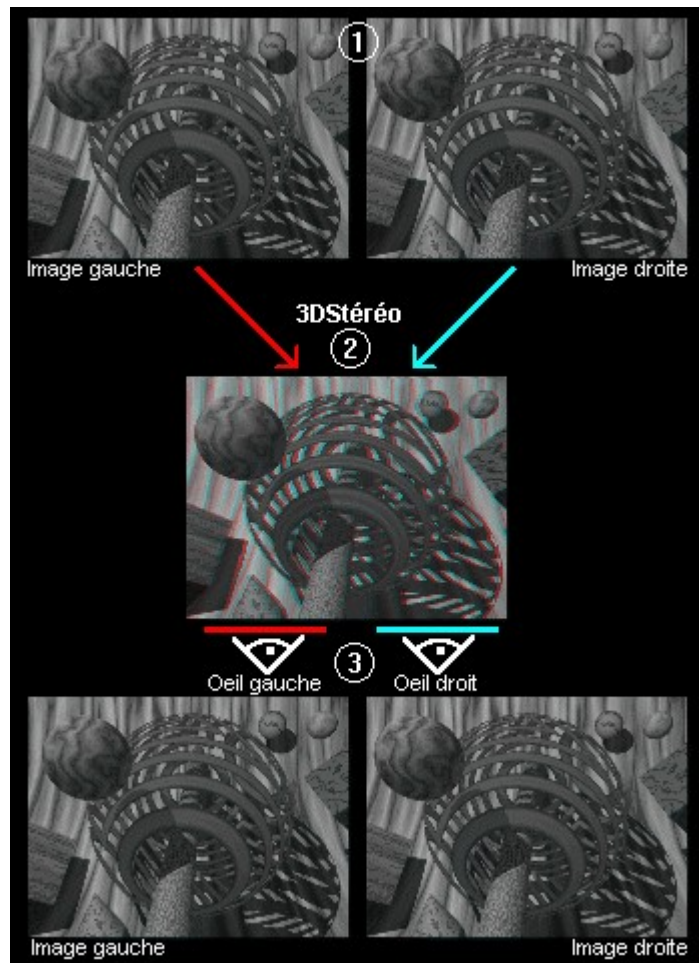 1
Image gauche
Image droite
3DStéréo
2
3
Oeil gauche
Oeil droit
Image gauche
Image droite